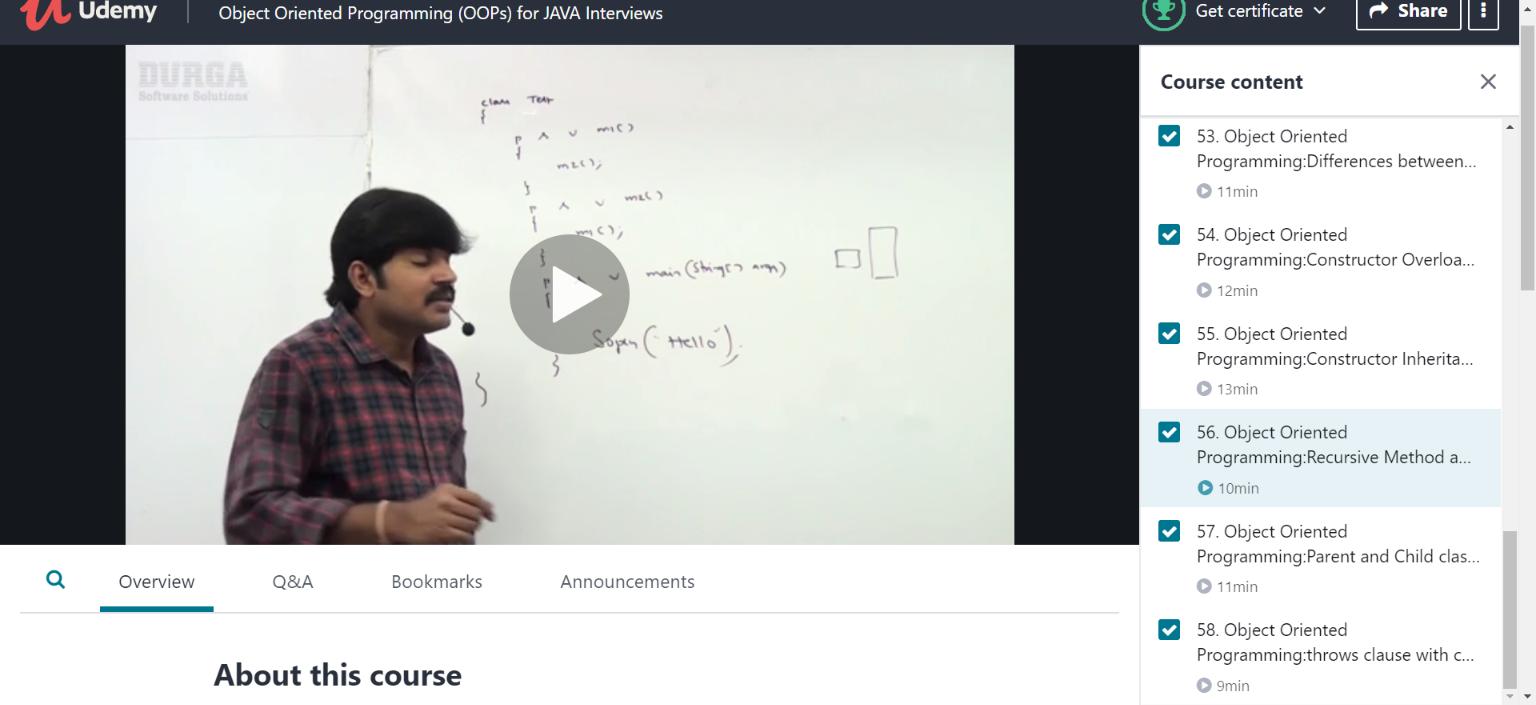 Udemy
Object Oriented Programming (OOPs) for JAVA Interviews
Get certificate
Share
DURGA
Software Solutions
class Test
{
p s v m1()
{
m2();
}
p s v m2()
{
m1();
}
p s v main(String[] args)
{
Sopln("Hello");
}
}
Course content
53. Object Oriented
Programming:Differences between...
11min
54. Object Oriented
Programming:Constructor Overloa...
12min
55. Object Oriented
Programming:Constructor Inherita...
13min
56. Object Oriented
Programming:Recursive Method a...
10min
57. Object Oriented
Programming:Parent and Child clas...
11min
58. Object Oriented
Programming:throws clause with c...
9min
Overview
Q&A
Bookmarks
Announcements
About this course